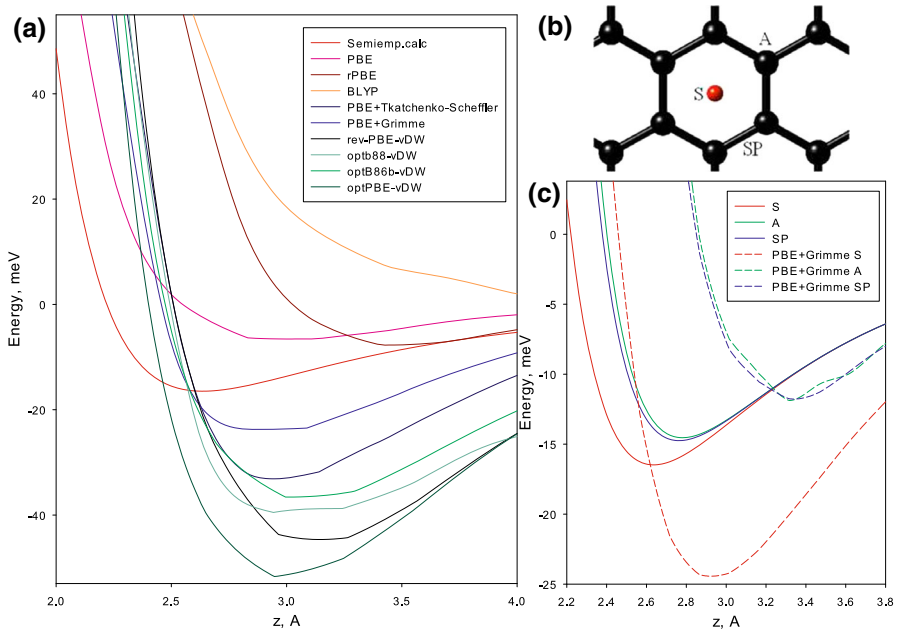 (a)
Energy, meV
40
20
0
-20
-40
2.0
2.5
3.0
3.5
4.0
z, A
Semiemp.calc
PBE
rPBE
BLYP
PBE+Tkatchenko-Scheffler
PBE+Grimme
rev-PBE-vDW
optb88-vDW
optB86b-vDW
optPBE-vDW
(b)
A
S
SP
(c)
Energy, meV
0
-5
-10
-15
-20
-25
2.2
2.4
2.6
2.8
3.0
3.2
3.4
3.6
3.8
z, A
S
A
SP
PBE+Grimme S
PBE+Grimme A
PBE+Grimme SP